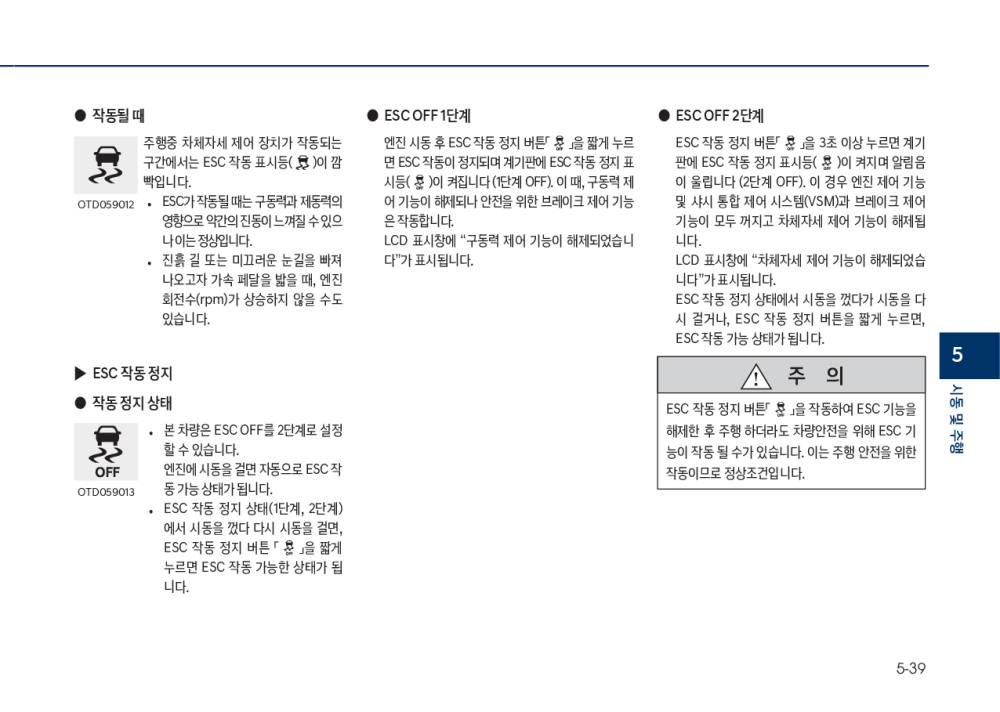 ● 작동될 때
주행중 차체자세 제어 장치가 작동되는
구간에서는 ESC 작동 표시등( )이 깜
빡입니다.
OTD059012
• ESC가 작동될 때는 구동력과 제동력의
영향으로 약간의 진동이 느껴질 수 있으
나 이는 정상입니다.
• 진흙 길 또는 미끄러운 눈길을 빠져
나오고자 가속 페달을 밟을 때, 엔진
회전수(rpm)가 상승하지 않을 수도
있습니다.
▶ ESC 작동 정지
● 작동 정지 상태
OFF
OTD059013
• 본 차량은 ESC OFF를 2단계로 설정
할 수 있습니다.
엔진에 시동을 걸면 자동으로 ESC 작
동 가능 상태가 됩니다.
• ESC 작동 정지 상태(1단계, 2단계)
에서 시동을 껐다 다시 시동을 걸면,
ESC 작동 정지 버튼 「 」을 짧게
누르면 ESC 작동 가능한 상태가 됩
니다.
● ESC OFF 1단계
엔진 시동 후 ESC 작동 정지 버튼「 」을 짧게 누르
면 ESC 작동이 정지되며 계기판에 ESC 작동 정지 표
시등( )이 켜집니다 (1단계 OFF). 이 때, 구동력 제
어 기능이 해제되나 안전을 위한 브레이크 제어 기능
은 작동합니다.
LCD 표시창에 “구동력 제어 기능이 해제되었습니
다”가 표시됩니다.
● ESC OFF 2단계
ESC 작동 정지 버튼「 」을 3초 이상 누르면 계기
판에 ESC 작동 정지 표시등( )이 켜지며 알림음
이 울립니다 (2단계 OFF). 이 경우 엔진 제어 기능
및 샤시 통합 제어 시스템(VSM)과 브레이크 제어
기능이 모두 꺼지고 차체자세 제어 기능이 해제됩
니다.
LCD 표시창에 “차체자세 제어 기능이 해제되었습
니다”가 표시됩니다.
ESC 작동 정지 상태에서 시동을 껐다가 시동을 다
시 걸거나, ESC 작동 정지 버튼을 짧게 누르면,
ESC 작동 가능 상태가 됩니다.
주 의
ESC 작동 정지 버튼「 」을 작동하여 ESC 기능을
해제한 후 주행 하더라도 차량안전을 위해 ESC 기
능이 작동 될 수가 있습니다. 이는 주행 안전을 위한
작동이므로 정상조건입니다.
5
시동 및 주행
5-39